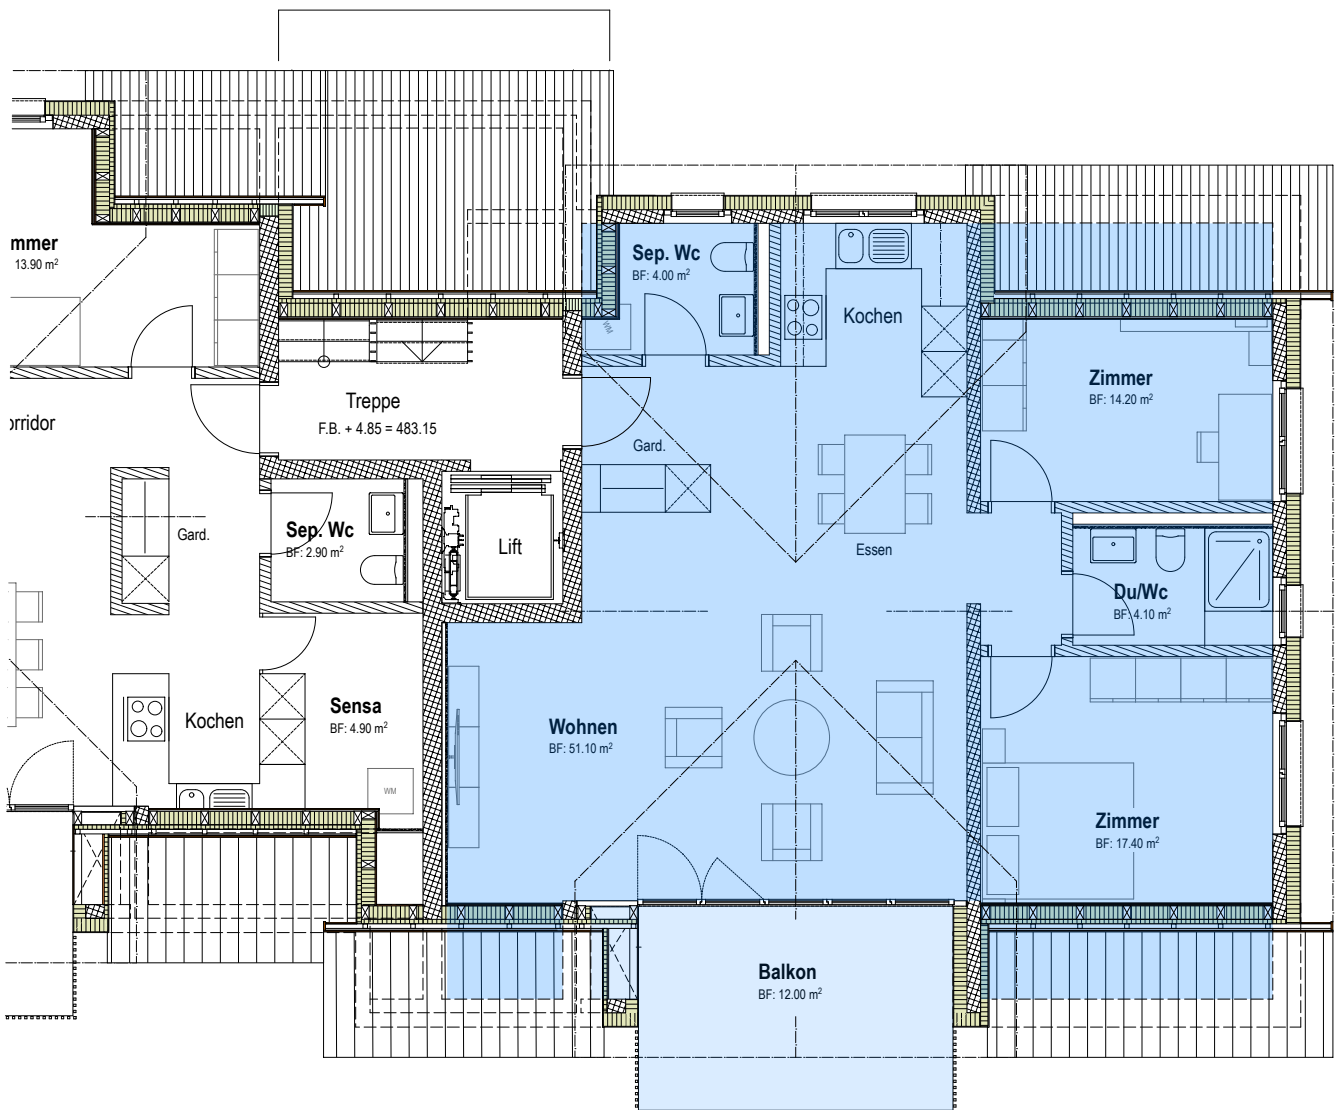 mmer
13.90 m²
orridor
Treppe
F.B. + 4.85 = 483.15
Gard.
Sep. Wc
BF: 2.90 m²
Lift
Kochen
Sensa
BF: 4.90 m²
WM
Sep. Wc
BF: 4.00 m²
WM
Kochen
Gard.
Essen
Zimmer
BF: 14.20 m²
Du/Wc
BF: 4.10 m²
Wohnen
BF: 51.10 m²
Zimmer
BF: 17.40 m²
Balkon
BF: 12.00 m²